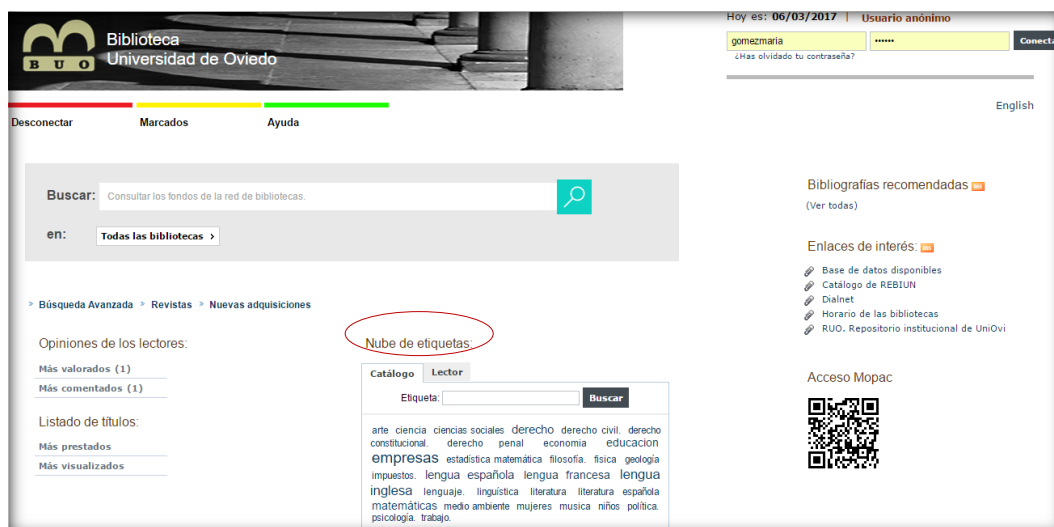 Hoy es: 06/03/2017 | Usuario anónimo
BUO
Biblioteca
Universidad de Oviedo
gomezmaria
•••••• Conecta
¿Has olvidado tu contraseña?
English
Desconectar Marcados Ayuda
Buscar: Consultar los fondos de la red de bibliotecas.
en: Todas las bibliotecas ›
» Búsqueda Avanzada » Revistas » Nuevas adquisiciones
Opiniones de los lectores:
Más valorados (1)
Más comentados (1)
Listado de títulos:
Más prestados
Más visualizados
Nube de etiquetas:
Catálogo Lector
Etiqueta: Buscar
arte ciencia ciencias sociales derecho derecho civil. derecho
constitucional. derecho penal economia educacion
empresas estadística matemática filosofía. fisica geología
impuestos. lengua española lengua francesa lengua
inglesa lenguaje. linguística literatura literatura española
matemáticas medio ambiente mujeres musica niños política.
psicología. trabajo.
Bibliografías recomendadas
(Ver todas)
Enlaces de interés:
Base de datos disponibles
Catálogo de REBIUN
Dialnet
Horario de las bibliotecas
RUO. Repositorio institucional de UniOvi
Acceso Mopac